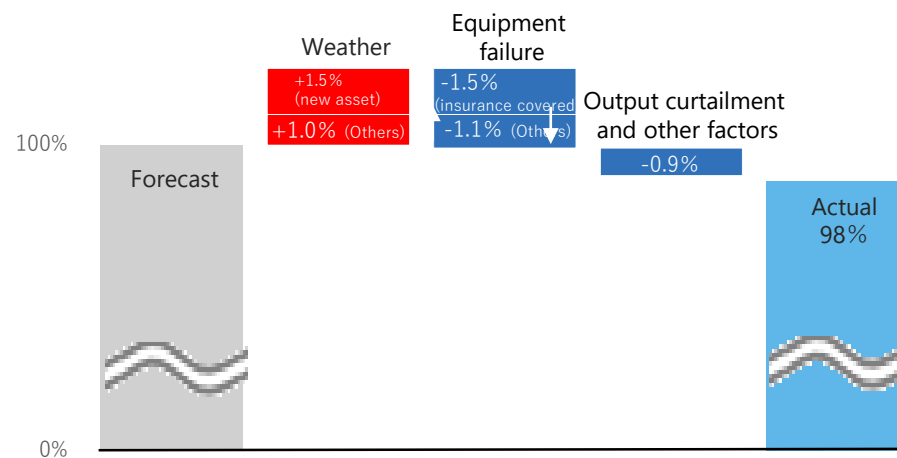 Weather
+1.5%
(new asset)
+1.0% (Others)
Equipment
failure
-1.5%
(insurance covered
-1.1% (Others)
Output curtailment
and other factors
-0.9%
100%
Forecast
Actual
98%
0%